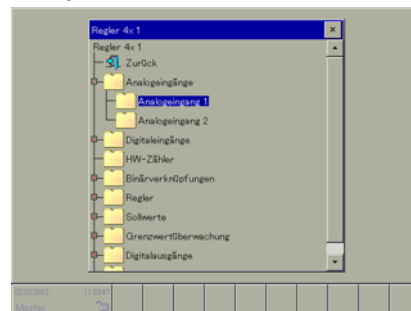 Regler 4x 1
Regler 4x 1
Zurück
Analogeingänge
Analogeingang 1
Analogeingang 2
Digitaleingänge
HW-Zähler
Binärverknüpfungen
Regler
Sollwerte
Grenzwertüberwachung
Digitalausgänge
Master